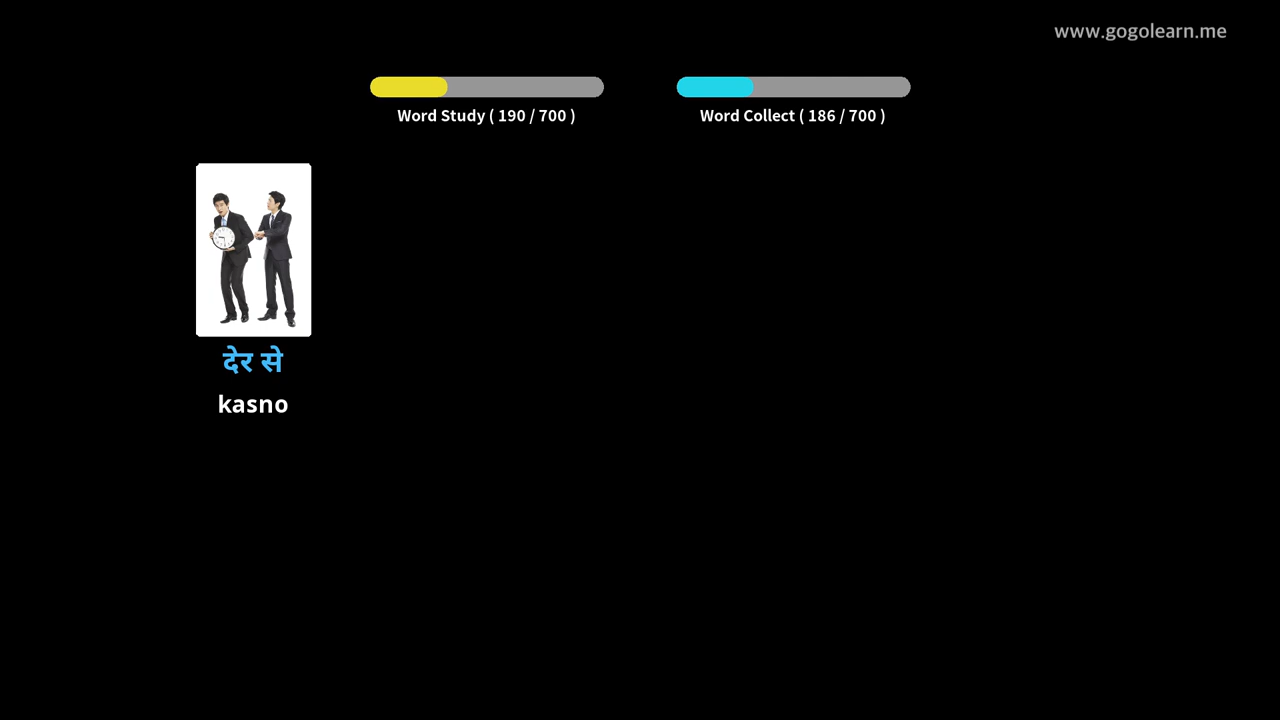 www.gogolearn.me
Word Study ( 190 / 700 )
Word Collect ( 186 / 700 )
देर से
kasno